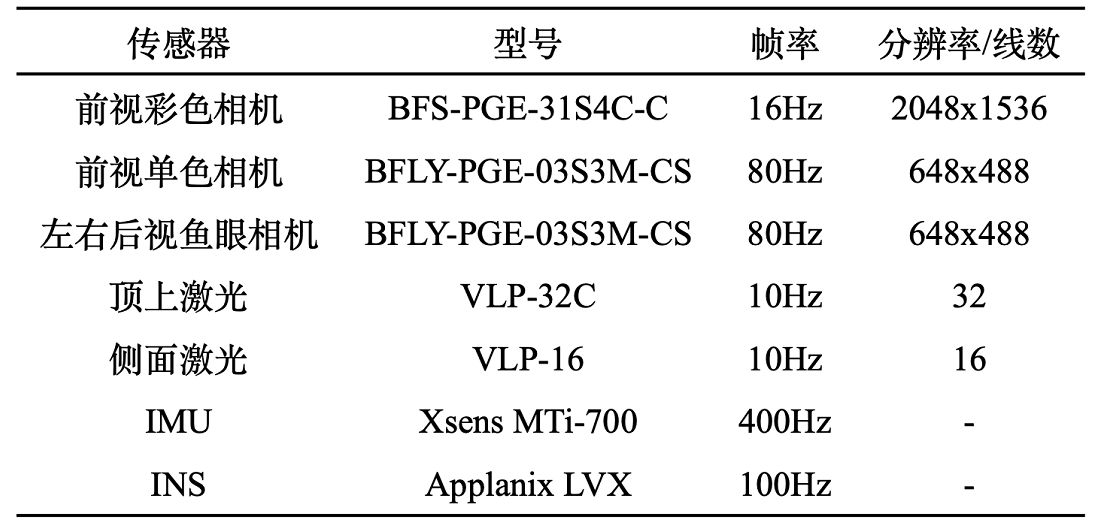 传感器 型号 帧率 分辨率/线数
前视彩色相机 BFS-PGE-31S4C-C 16Hz 2048x1536
前视单色相机 BFLY-PGE-03S3M-CS 80Hz 648x488
左右后视鱼眼相机 BFLY-PGE-03S3M-CS 80Hz 648x488
顶上激光 VLP-32C 10Hz 32
侧面激光 VLP-16 10Hz 16
IMU Xsens MTi-700 400Hz -
INS Applanix LVX 100Hz -